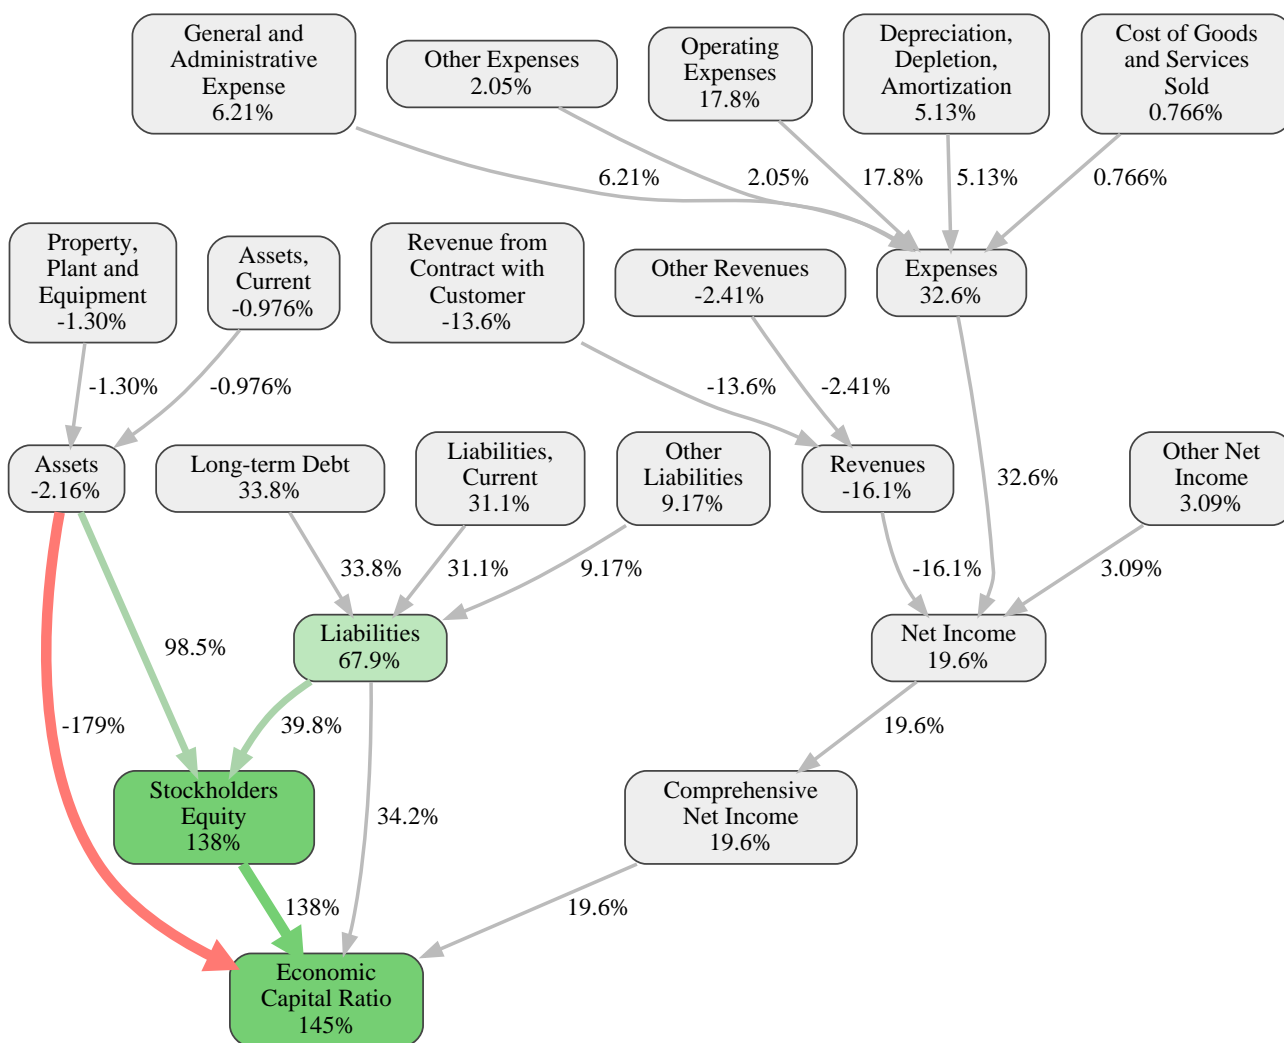 General and
Administrative
Expense
6.21%
Other Expenses
2.05%
Operating
Expenses
17.8%
Depreciation,
Depletion,
Amortization
5.13%
Cost of Goods
and Services
Sold
0.766%
6.21%
2.05%
17.8%
5.13%
0.766%
Property,
Plant and
Equipment
-1.30%
Assets,
Current
-0.976%
Revenue from
Contract with
Customer
-13.6%
Other Revenues
-2.41%
Expenses
32.6%
-1.30%
-0.976%
-13.6%
-2.41%
Assets
-2.16%
Long-term Debt
33.8%
Liabilities,
Current
31.1%
Other
Liabilities
9.17%
Revenues
-16.1%
32.6%
Other Net
Income
3.09%
33.8%
31.1%
9.17%
-16.1%
3.09%
98.5%
Liabilities
67.9%
Net Income
19.6%
-179%
39.8%
19.6%
Stockholders
Equity
138%
34.2%
Comprehensive
Net Income
19.6%
138%
19.6%
Economic
Capital Ratio
145%